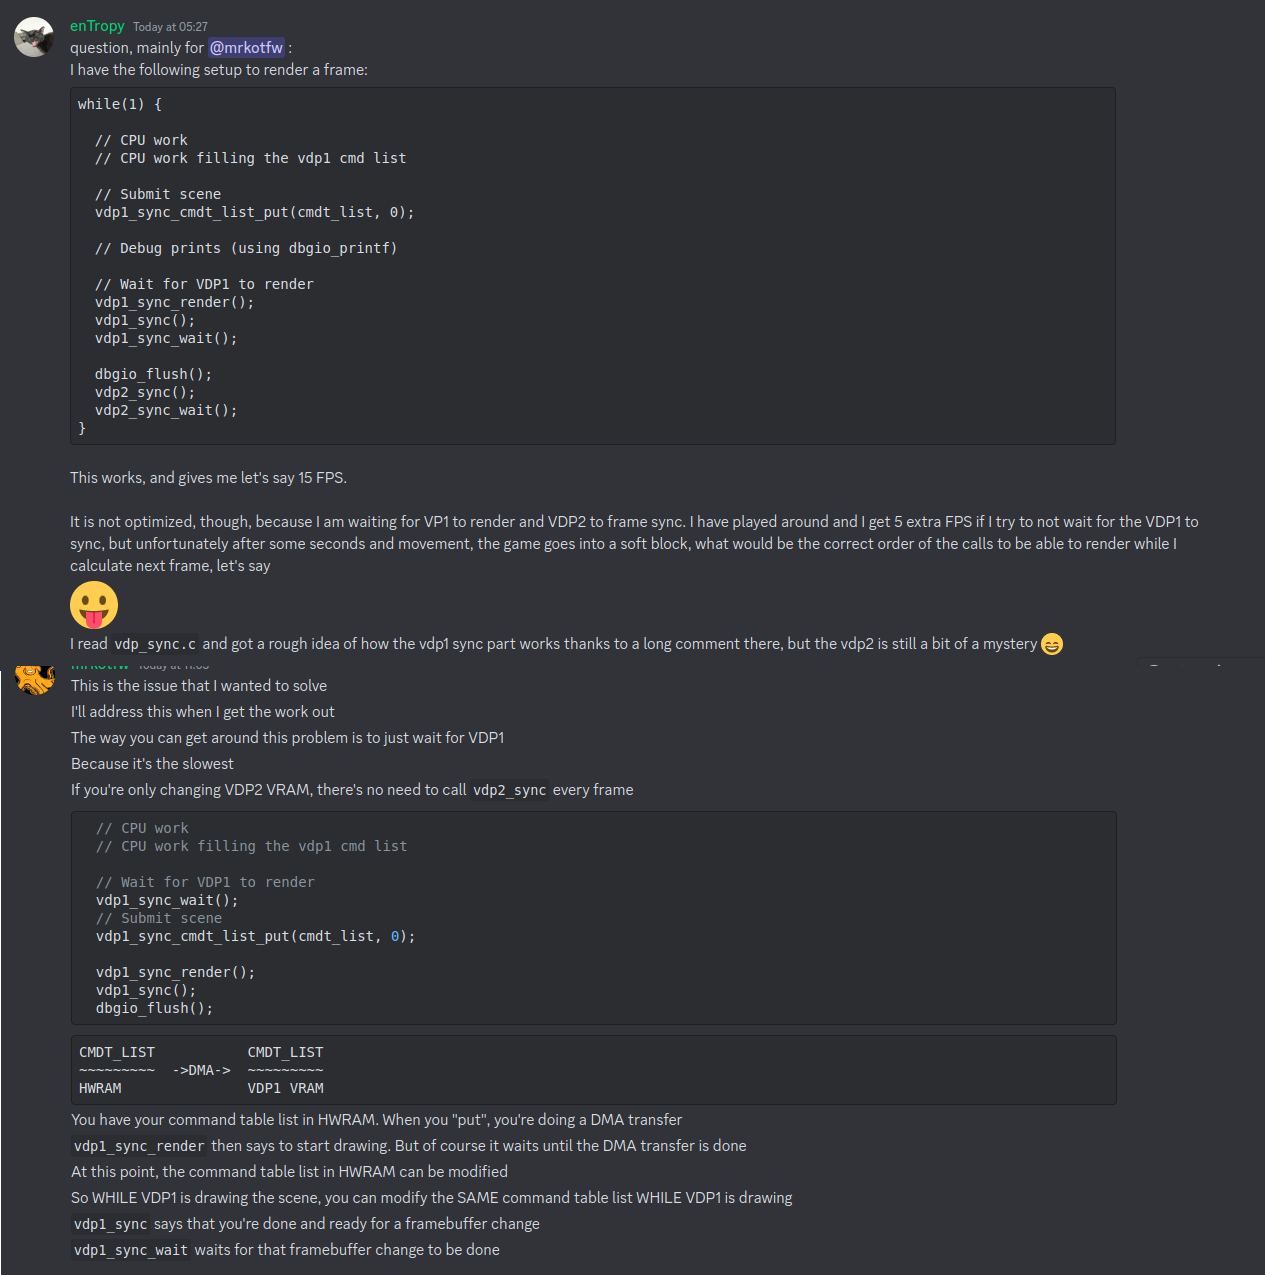 enTropy Today at 05:27
question, mainly for @mrkotfw :
I have the following setup to render a frame:
while(1) {
// CPU work
// CPU work filling the vdp1 cmd list
// Submit scene
vdp1_sync_cmdt_list_put(cmdt_list, 0);
// Debug prints (using dbgio_printf)
// Wait for VDP1 to render
vdp1_sync_render();
vdp1_sync();
vdp1_sync_wait();
dbgio_flush();
vdp2_sync();
vdp2_sync_wait();
}
This works, and gives me let's say 15 FPS.
It is not optimized, though, because I am waiting for VP1 to render and VDP2 to frame sync. I have played around and I get 5 extra FPS if I try to not wait for the VDP1 to
sync, but unfortunately after some seconds and movement, the game goes into a soft block, what would be the correct order of the calls to be able to render while I
calculate next frame, let's say
I read vdp_sync.c and got a rough idea of how the vdp1 sync part works thanks to a long comment there, but the vdp2 is still a bit of a mystery
This is the issue that I wanted to solve
I'll address this when I get the work out
The way you can get around this problem is to just wait for VDP1
Because it's the slowest
If you're only changing VDP2 VRAM, there's no need to call vdp2_sync every frame
// CPU work
// CPU work filling the vdp1 cmd list
// Wait for VDP1 to render
vdp1_sync_wait();
// Submit scene
vdp1_sync_cmdt_list_put(cmdt_list, 0);
vdp1_sync_render();
vdp1_sync();
dbgio_flush();
CMDT_LIST CMDT_LIST
~~~~~~~~~ ->DMA-> ~~~~~~~~~
HWRAM VDP1 VRAM
You have your command table list in HWRAM. When you "put", you're doing a DMA transfer
vdp1_sync_render then says to start drawing. But of course it waits until the DMA transfer is done
At this point, the command table list in HWRAM can be modified
So WHILE VDP1 is drawing the scene, you can modify the SAME command table list WHILE VDP1 is drawing
vdp1_sync says that you're done and ready for a framebuffer change
vdp1_sync_wait waits for that framebuffer change to be done